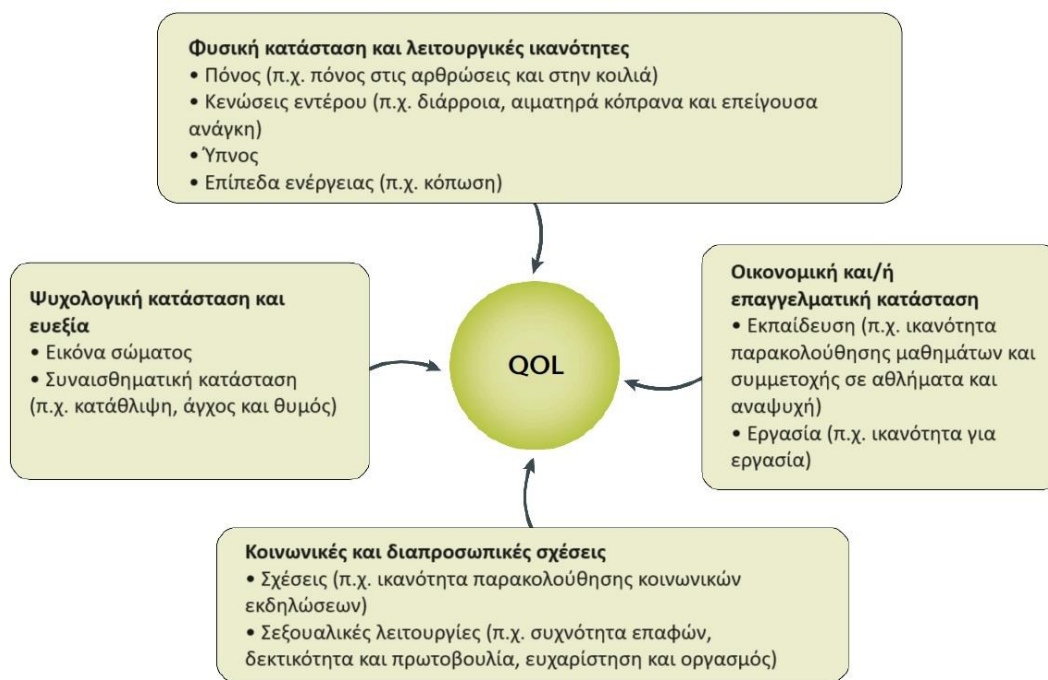 Φυσική κατάσταση και λειτουργικές ικανότητες
• Πόνος (π.χ. πόνος στις αρθρώσεις και στην κοιλιά)
• Κενώσεις εντέρου (π.χ. διάρροια, αιματηρά κόπρανα και επείγουσα
ανάγκη)
• Ύπνος
• Επίπεδα ενέργειας (π.χ. κόπωση)
Ψυχολογική κατάσταση και
ευεξία
• Εικόνα σώματος
• Συναισθηματική κατάσταση
(π.χ. κατάθλιψη, άγχος και θυμός)
QOL
Οικονομική και/ή
επαγγελματική κατάσταση
• Εκπαίδευση (π.χ. ικανότητα
παρακολούθησης μαθημάτων και
συμμετοχής σε αθλήματα και
αναψυχή)
• Εργασία (π.χ. ικανότητα για
εργασία)
Κοινωνικές και διαπροσωπικές σχέσεις
• Σχέσεις (π.χ. ικανότητα παρακολούθησης κοινωνικών
εκδηλώσεων)
• Σεξουαλικές λειτουργίες (π.χ. συχνότητα επαφών,
δεκτικότητα και πρωτοβουλία, ευχαρίστηση και οργασμός)